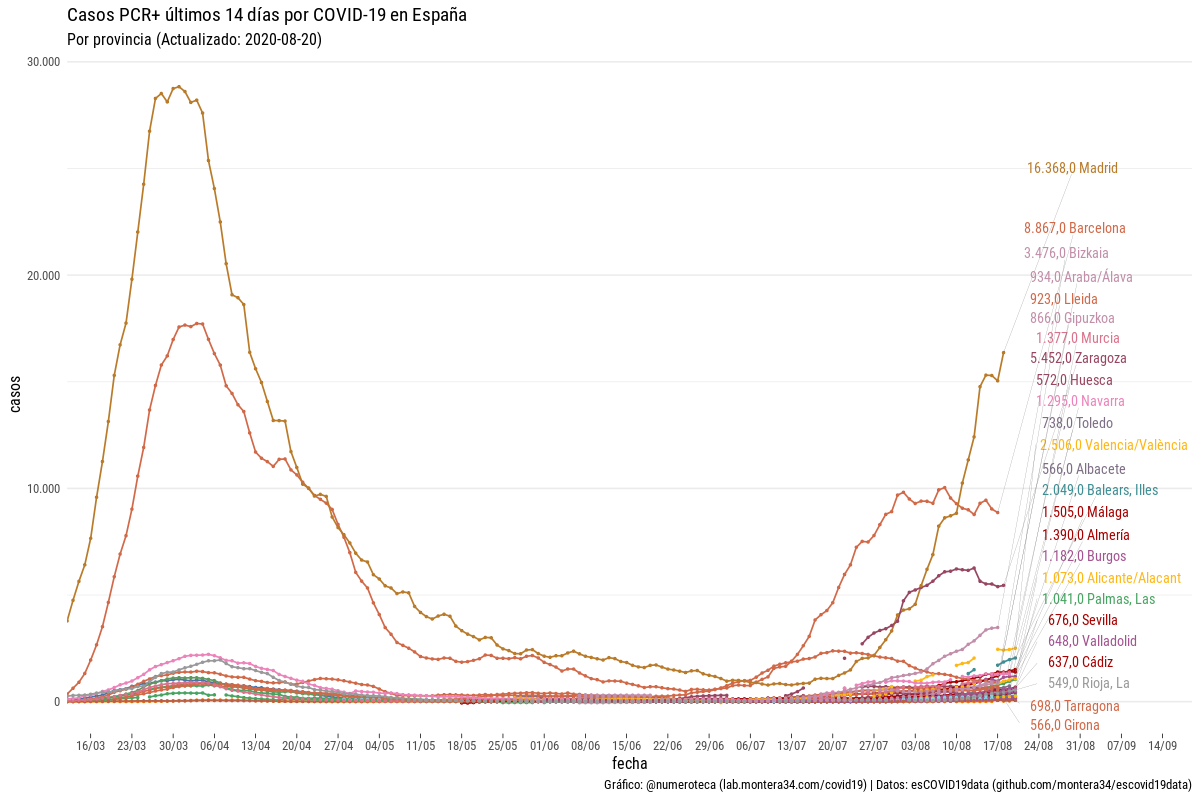 Casos PCR+ últimos 14 días por COVID-19 en España
Por provincia (Actualizado: 2020-08-20)
30.000
20.000
10.000
0
casos
16.368,0 Madrid
8.867,0 Barcelona
3.476,0 Bizkaia
934,0 Araba/Álava
923,0 Lleida
866,0 Gipuzkoa
1.377,0 Murcia
5.452,0 Zaragoza
572,0 Huesca
1.295,0 Navarra
738,0 Toledo
2.506,0 Valencia/València
566,0 Albacete
2.049,0 Balears, Illes
1.505,0 Málaga
1.390,0 Almería
1.182,0 Burgos
1.073,0 Alicante/Alacant
1.041,0 Palmas, Las
676,0 Sevilla
648,0 Valladolid
637,0 Cádiz
549,0 Rioja, La
698,0 Tarragona
566,0 Girona
16/03 23/03 30/03 06/04 13/04 20/04 27/04 04/05 11/05 18/05 25/05 01/06 08/06 15/06 22/06 29/06 06/07 13/07 20/07 27/07 03/08 10/08 17/08 24/08 31/08 07/09 14/09
fecha
Gráfico: @numeroteca (lab.montera34.com/covid19) | Datos: esCOVID19data (github.com/montera34/escovid19data)